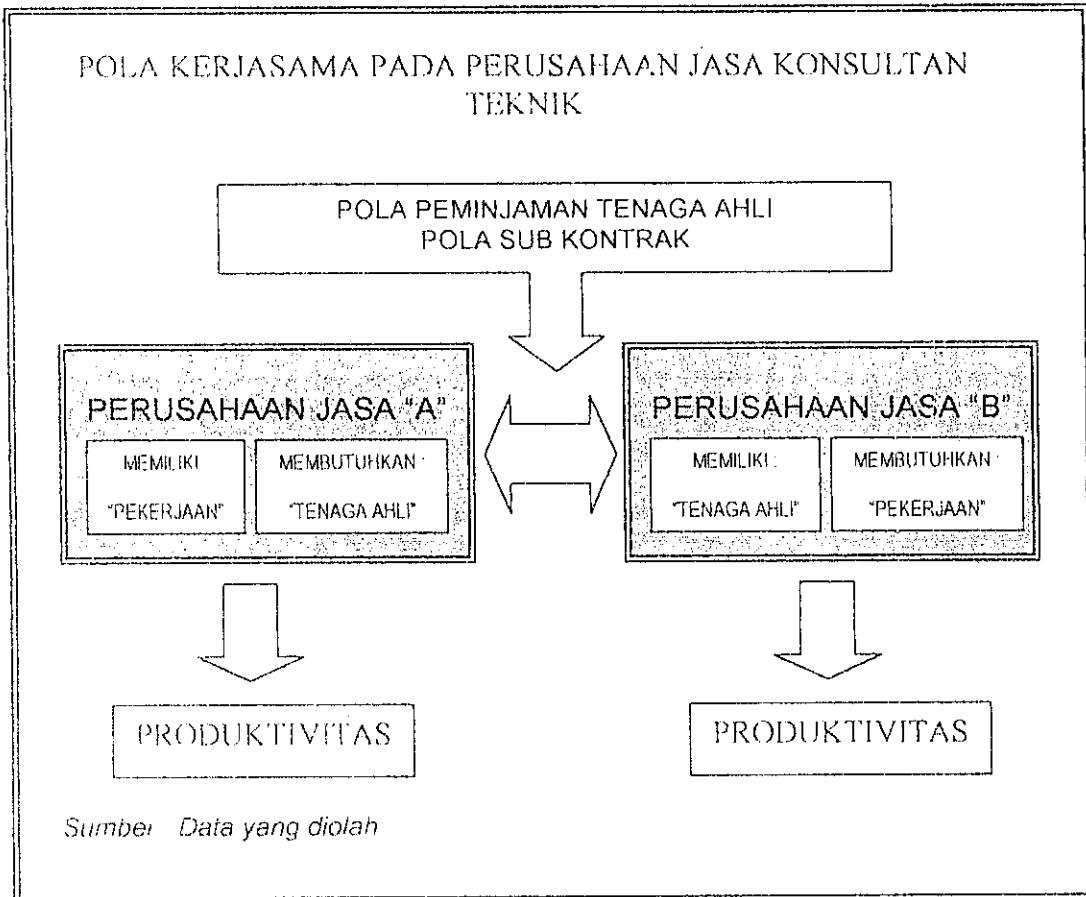 POLA KERJASAMA PADA PERUSAHAAN JASA KONSULTAN
TEKNIK
POLA PEMINJAMAN TENAGA AHLI
POLA SUB KONTRAK
PERUSAHAAN JASA "A"
MEMILIKI
"PEKERJAAN"
MEMBUTUHKAN :
"TENAGA AHLI"
PERUSAHAAN JASA "B"
MEMILIKI :
"TENAGA AHLI"
MEMBUTUHKAN :
"PEKERJAAN"
PRODUKTIVITAS
PRODUKTIVITAS
Sumber Data yang diolah